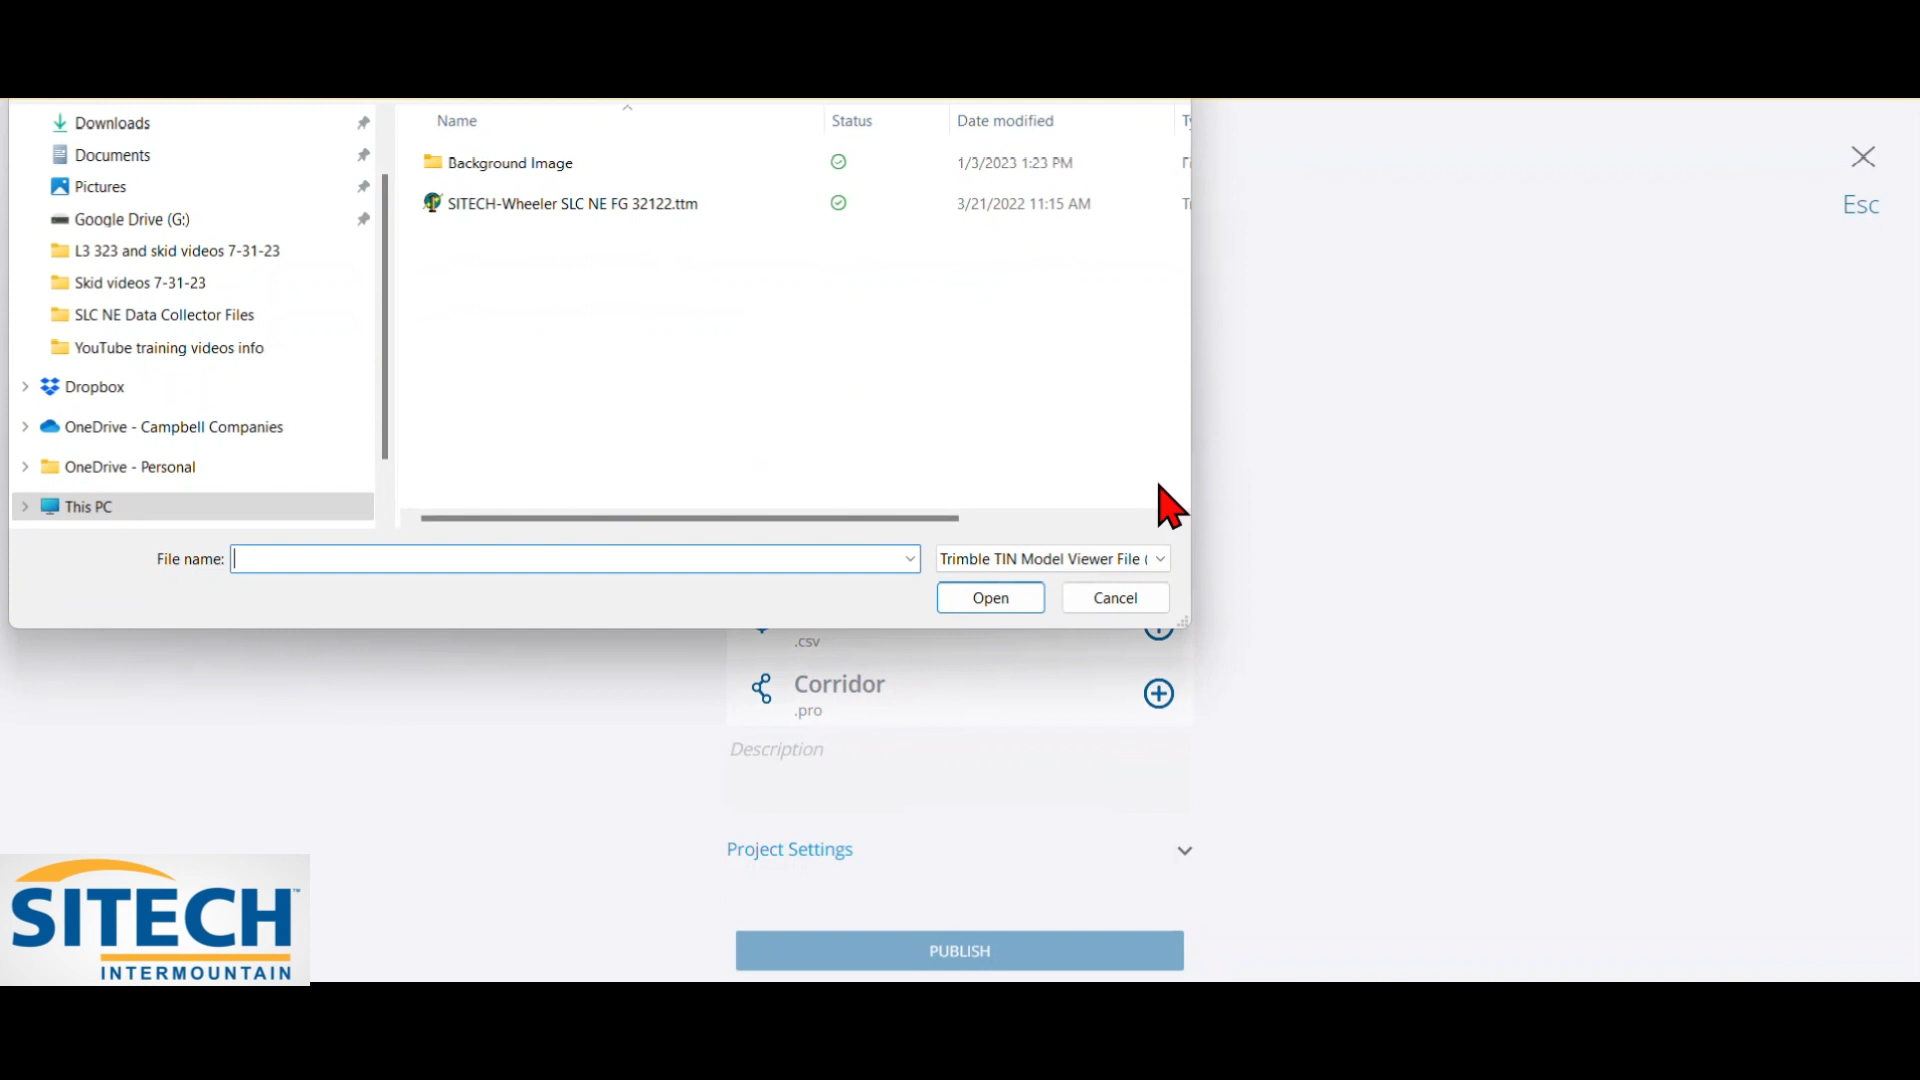 Name Status Date modified
Downloads
Documents
Pictures
Google Drive (G:)
L3 323 and skid videos 7-31-23
Skid videos 7-31-23
SLC NE Data Collector Files
YouTube training videos info
Dropbox
OneDrive - Campbell Companies
OneDrive - Personal
This PC
Background Image 1/3/2023 1:23 PM
SITECH-Wheeler SLC NE FG 32122.ttm 3/21/2022 11:15 AM
Esc
File name: Trimble TIN Model Viewer File (
Open Cancel
.csv
Corridor
.pro
Description
Project Settings
PUBLISH
SITECH™
INTERMOUNTAIN